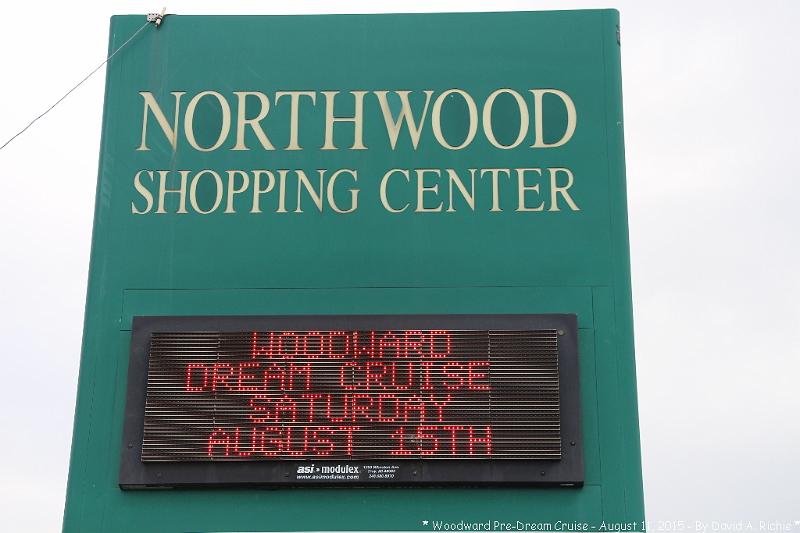 NORTHWOOD
SHOPPING CENTER
WOODWARD
DREAM CRUISE
SATURDAY
AUGUST 15TH
asi modulex
www.asimodulex.com
* Woodward Pre-Dream Cruise - August 11, 2015 - By David A. Richie *